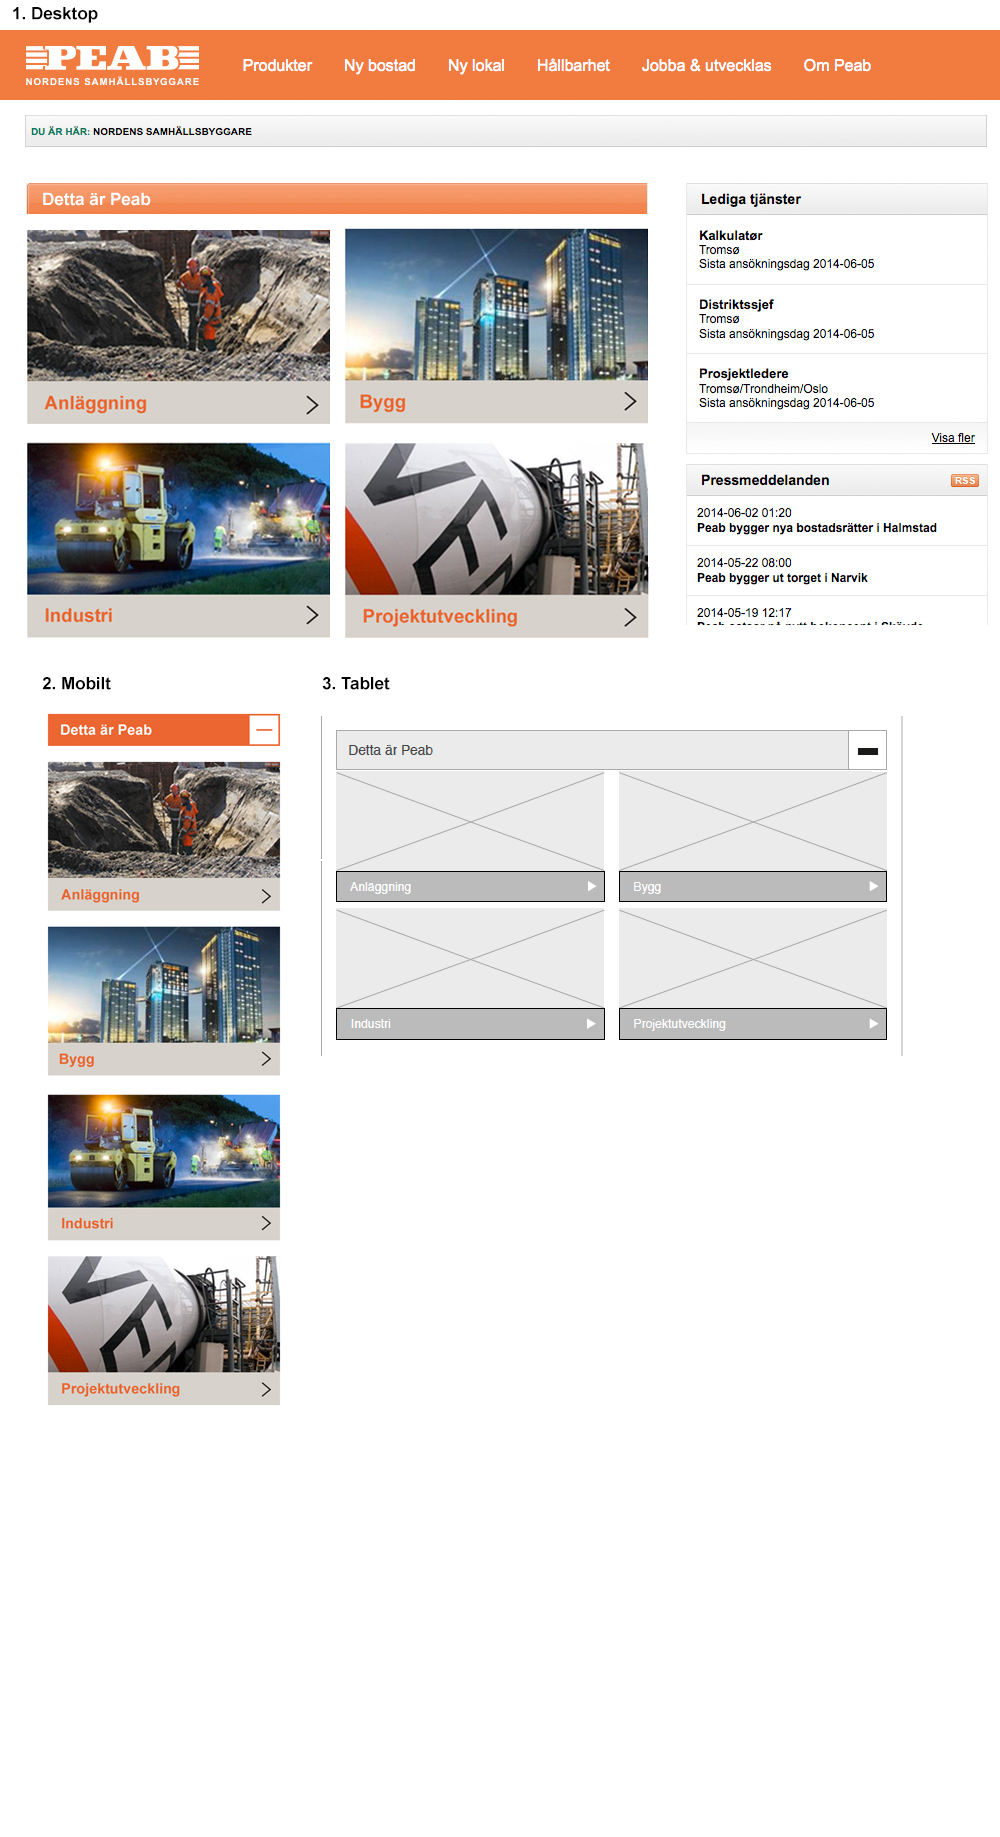 1. Desktop
PEAB
NORDENS SAMHÄLLSBYGGARE
Produkter
Ny bostad
Ny lokal
Hållbarhet
Jobba & utvecklas
Om Peab
DU ÄR HÄR: NORDENS SAMHÄLLSBYGGARE
Detta är Peab
Anläggning
Bygg
Industri
Projektutveckling
Lediga tjänster
Kalkulatør
Tromsø
Sista ansökningsdag 2014-06-05
Distriktssjef
Tromsø
Sista ansökningsdag 2014-06-05
Prosjektledere
Tromsø/Trondheim/Oslo
Sista ansökningsdag 2014-06-05
Visa fler
Pressmeddelanden
RSS
2014-06-02 01:20
Peab bygger nya bostadsrätter i Halmstad
2014-05-22 08:00
Peab bygger ut torget i Narvik
2014-05-19 12:17
2. Mobilt
Detta är Peab
Anläggning
Bygg
Industri
Projektutveckling
3. Tablet
Detta är Peab
Anläggning
Bygg
Industri
Projektutveckling